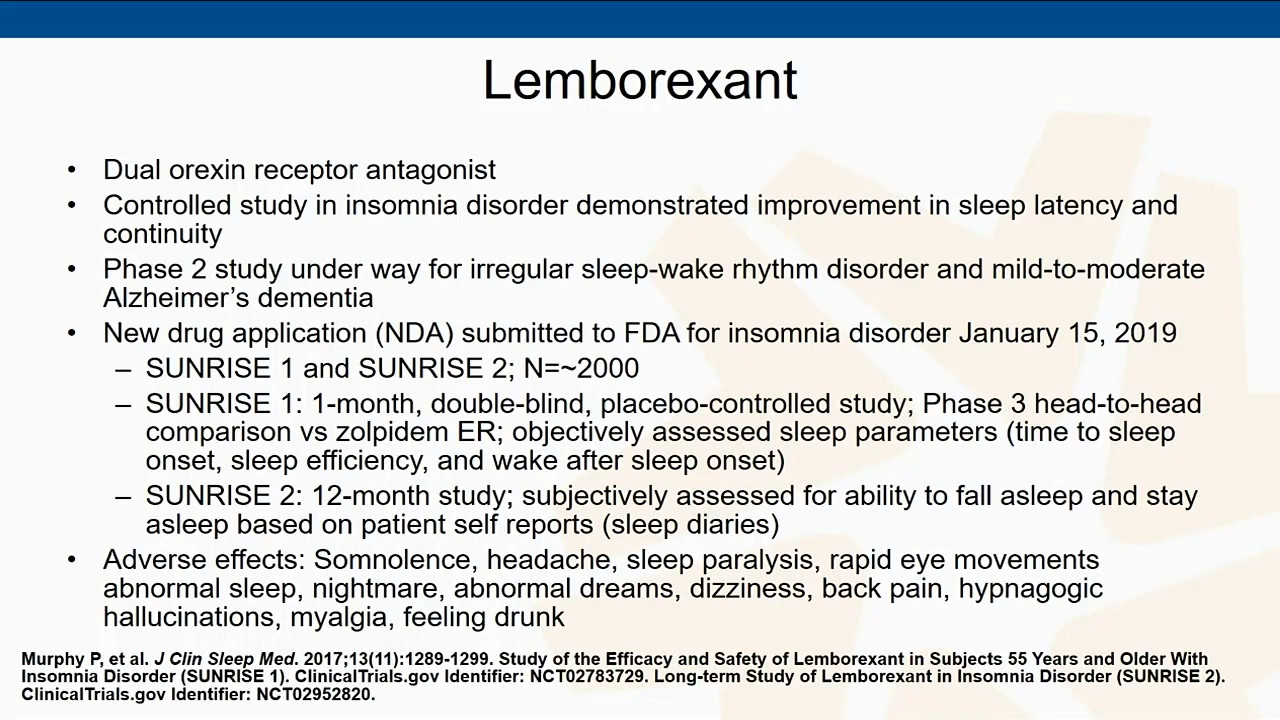 Lemborexant
• Dual orexin receptor antagonist
• Controlled study in insomnia disorder demonstrated improvement in sleep latency and
continuity
• Phase 2 study under way for irregular sleep-wake rhythm disorder and mild-to-moderate
Alzheimer’s dementia
• New drug application (NDA) submitted to FDA for insomnia disorder January 15, 2019
– SUNRISE 1 and SUNRISE 2; N=~2000
– SUNRISE 1: 1-month, double-blind, placebo-controlled study; Phase 3 head-to-head
comparison vs zolpidem ER; objectively assessed sleep parameters (time to sleep
onset, sleep efficiency, and wake after sleep onset)
– SUNRISE 2: 12-month study; subjectively assessed for ability to fall asleep and stay
asleep based on patient self reports (sleep diaries)
• Adverse effects: Somnolence, headache, sleep paralysis, rapid eye movements
abnormal sleep, nightmare, abnormal dreams, dizziness, back pain, hypnagogic
hallucinations, myalgia, feeling drunk
Murphy P, et al. J Clin Sleep Med. 2017;13(11):1289-1299. Study of the Efficacy and Safety of Lemborexant in Subjects 55 Years and Older With
Insomnia Disorder (SUNRISE 1). ClinicalTrials.gov Identifier: NCT02783729. Long-term Study of Lemborexant in Insomnia Disorder (SUNRISE 2).
ClinicalTrials.gov Identifier: NCT02952820.